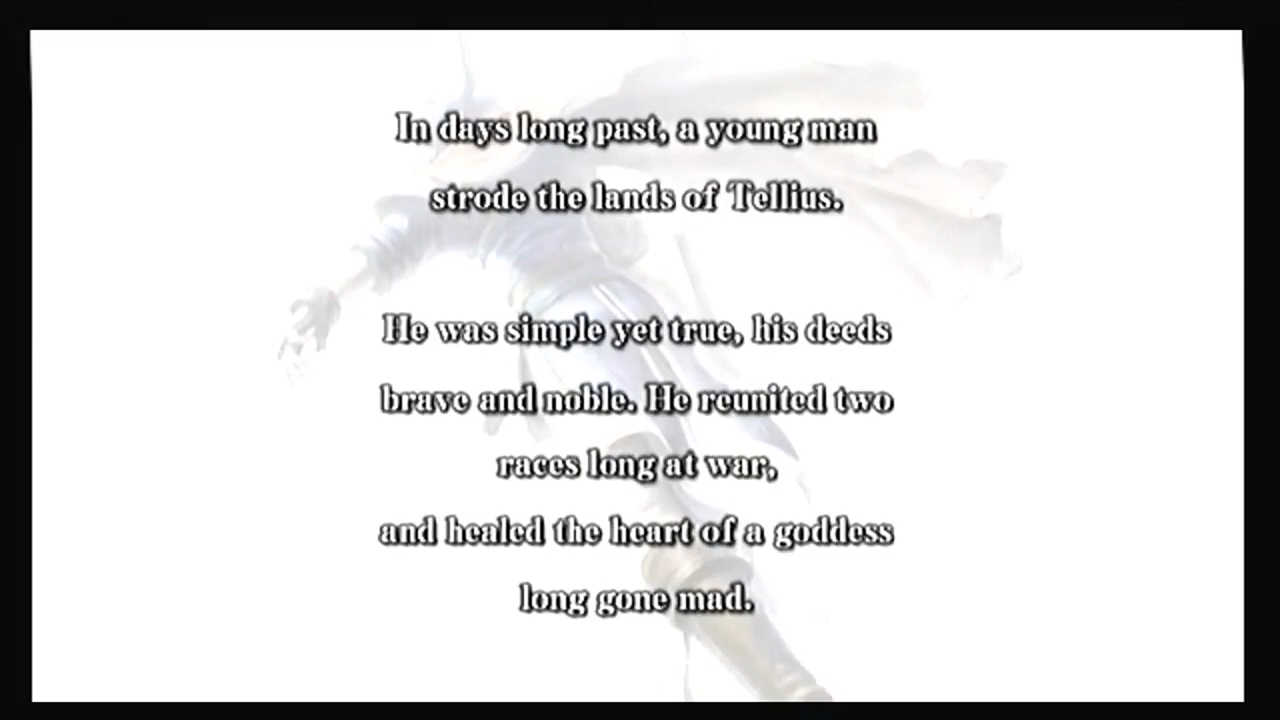 In days long past, a young man
strode the lands of Tellius.
He was simple yet true, his deeds
brave and noble. He reunited two
races long at war,
and healed the heart of a goddess
long gone mad.